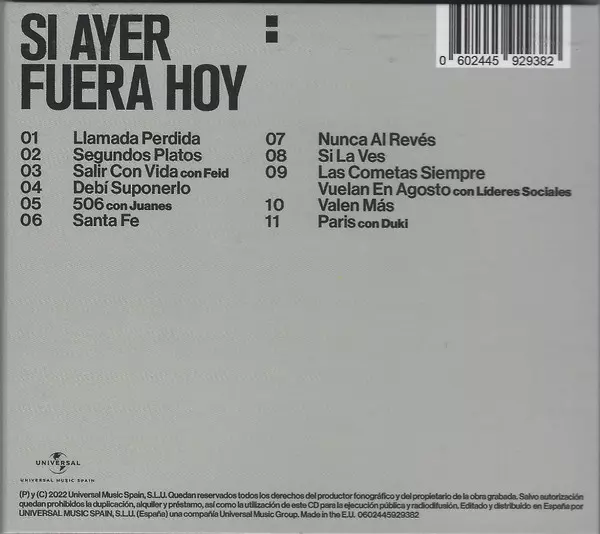 SI AYER
FUERA HOY
:
0 602445 929382
01 Llamada Perdida
02 Segundos Platos
03 Salir Con Vida con Feid
04 Debí Suponerlo
05 506 con Juanes
06 Santa Fe
07 Nunca Al Revés
08 Si La Ves
09 Las Cometas Siempre
Vuelan En Agosto con Líderes Sociales
10 Valen Más
11 Paris con Duki
UNIVERSAL
UNIVERSAL MUSIC SPAIN
(P) y (C) 2022 Universal Music Spain, S.L.U. Quedan reservados todos los derechos del productor fonográfico y del propietario de la obra grabada. Salvo autorización
quedan prohibidos la duplicación, alquiler y préstamo, así como la utilización de este CD para la ejecución pública y radiodifusión. Editado y distribuido en España por
UNIVERSAL MUSIC SPAIN, S.L.U. (España) una compañía Universal Music Group. Made in the E.U. 0602445929382